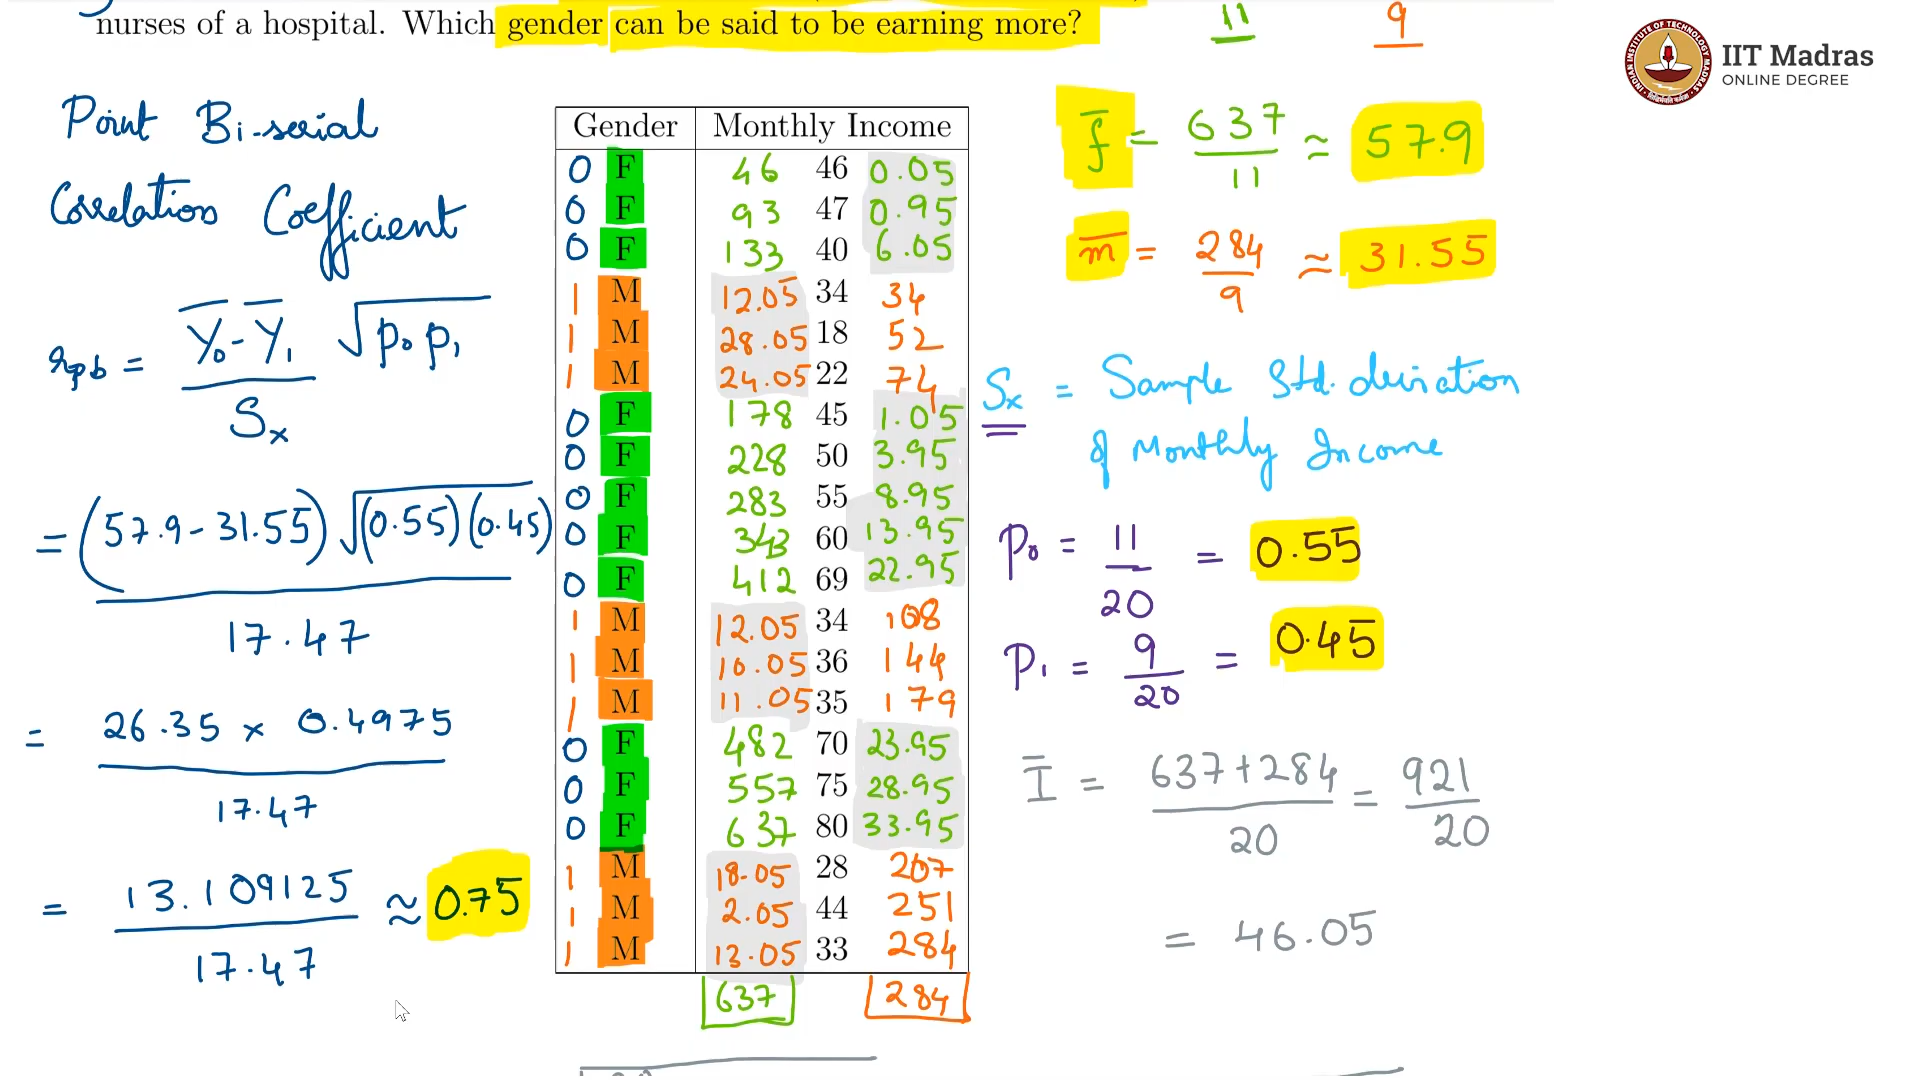 nurses of a hospital. Which gender can be said to be earning more?
11
9
IIT Madras
ONLINE DEGREE
Point Bi-serial
Correlation Coefficient
r_pb = (Y̅₀ - Y̅₁) √p₀p₁ / Sₓ
= (57.9 - 31.55) √(0.55)(0.45) / 17.47
= 26.35 × 0.4975 / 17.47
= 13.109125 / 17.47 ≈ 0.75
Gender Monthly Income
0 F 46 46 0.05
0 F 93 47 0.95
0 F 133 40 6.05
1 M 12.05 34 34
1 M 28.05 18 52
1 M 24.05 22 74
0 F 178 45 1.05
0 F 228 50 3.95
0 F 283 55 8.95
0 F 343 60 13.95
0 F 412 69 22.95
1 M 12.05 34 108
1 M 10.05 36 144
1 M 11.05 35 179
0 F 482 70 23.95
0 F 557 75 28.95
0 F 637 80 33.95
1 M 18.05 28 207
1 M 2.05 44 251
1 M 13.05 33 284
637 284
f̅ = 637/11 ≈ 57.9
m̅ = 284/9 ≈ 31.55
Sₓ = Sample Std. deviation
of Monthly Income
p₀ = 11/20 = 0.55
p₁ = 9/20 = 0.45
I̅ = 637+284/20 = 921/20
= 46.05